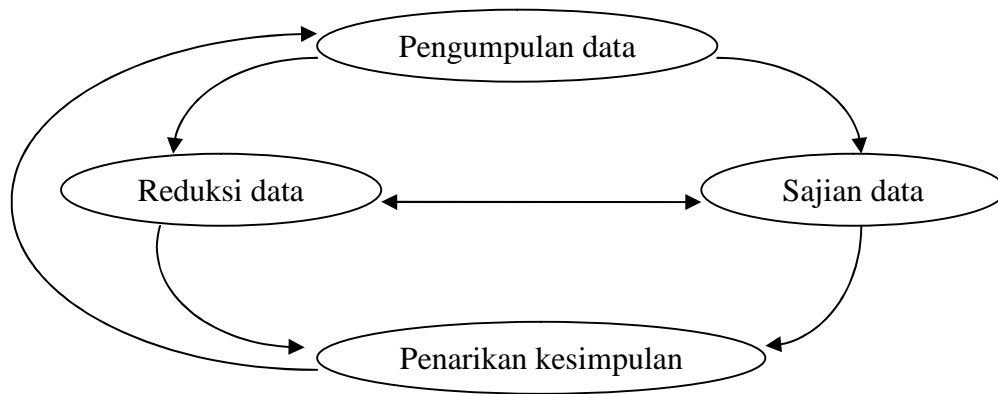 Pengumpulan data
Reduksi data
Sajian data
Penarikan kesimpulan